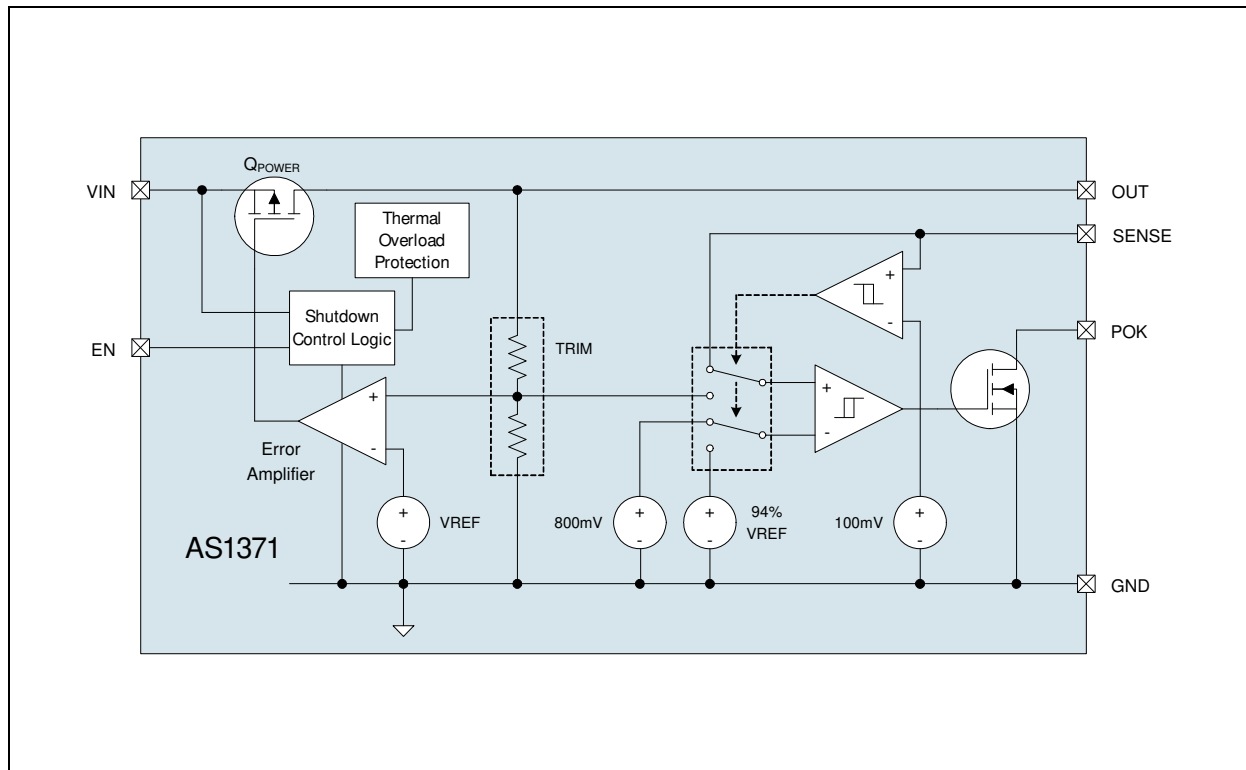 QPOWER
VIN
OUT
Thermal
Overload
Protection
SENSE
+
-
Shutdown
Control Logic
POK
EN
TRIM
+
-
+
-
Error
Amplifier
+
-
VREF
800mV
+
-
+
-
94%
VREF
100mV
+
-
AS1371
GND